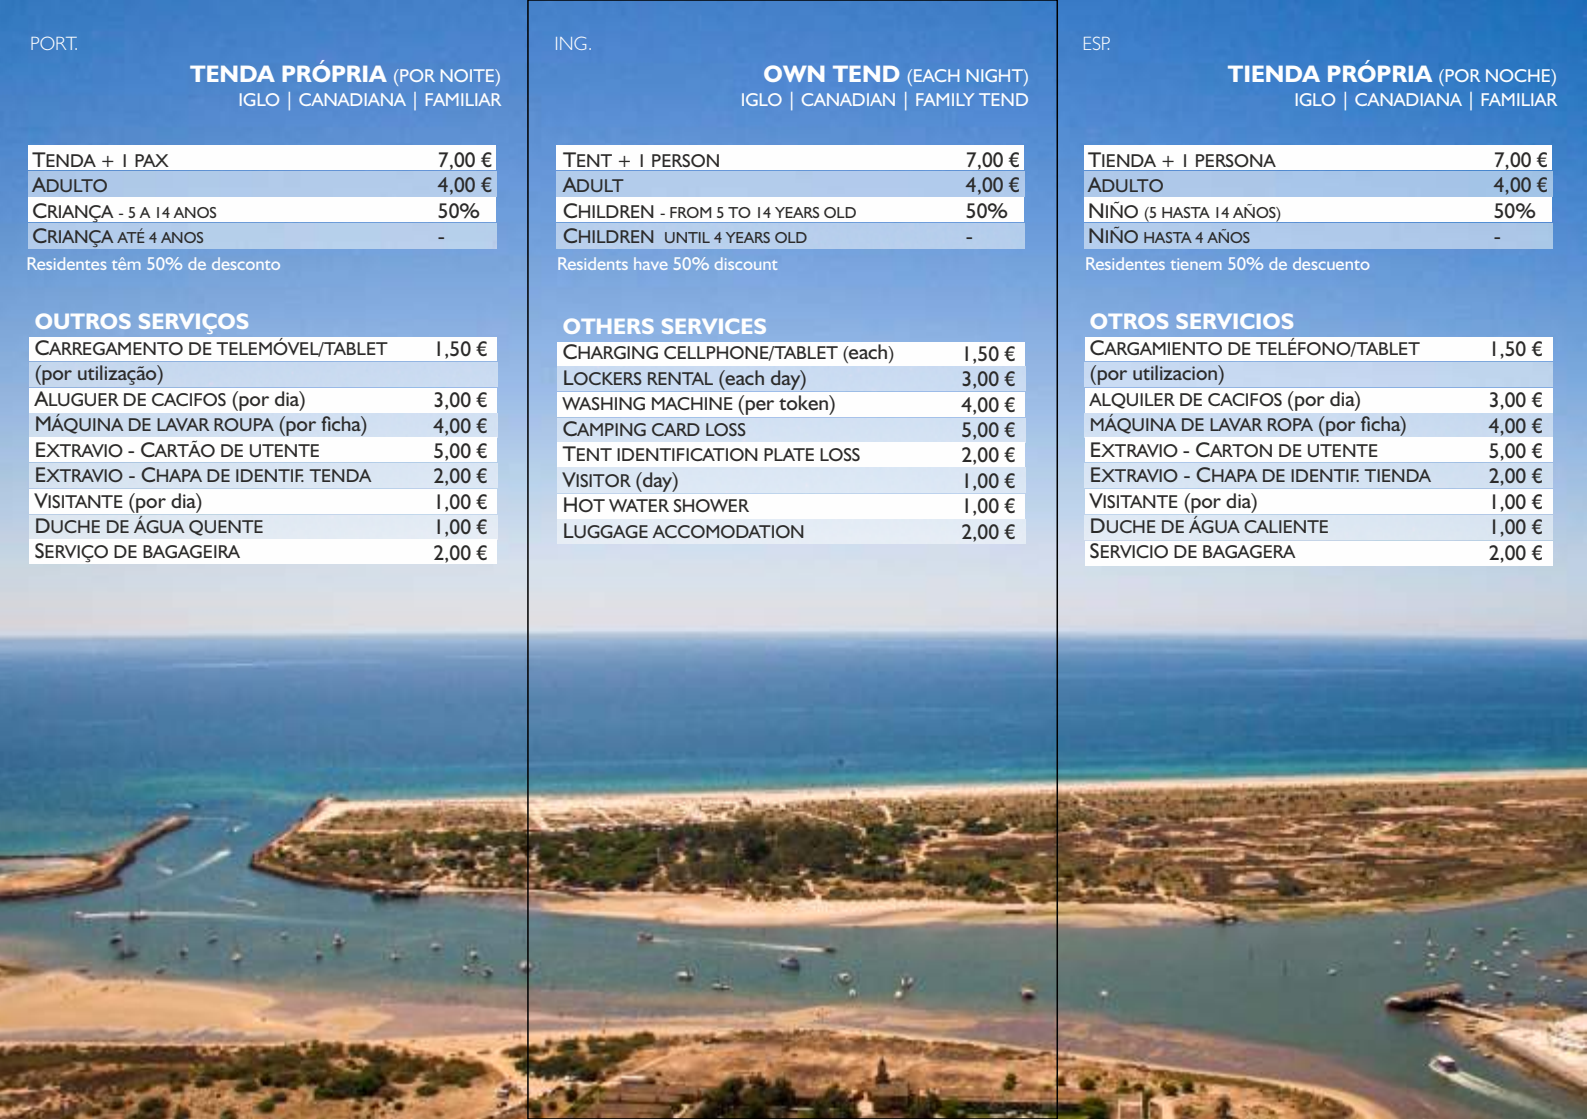 PORT.
TENDA PRÓPRIA (POR NOITE)
IGLO | CANADIANA | FAMILIAR
TENDA + 1 PAX 7,00 €
ADULTO 4,00 €
CRIANÇA - 5 A 14 ANOS 50%
CRIANÇA ATÉ 4 ANOS -
Residentes têm 50% de desconto
OUTROS SERVIÇOS
CARREGAMENTO DE TELEMÓVEL/TABLET 1,50 €
(por utilização)
ALUGUER DE CACIFOS (por dia) 3,00 €
MÁQUINA DE LAVAR ROUPA (por ficha) 4,00 €
EXTRAVIO - CARTÃO DE UTENTE 5,00 €
EXTRAVIO - CHAPA DE IDENTIF. TENDA 2,00 €
VISITANTE (por dia) 1,00 €
DUCHE DE ÁGUA QUENTE 1,00 €
SERVIÇO DE BAGAGEIRA 2,00 €
ING.
OWN TEND (EACH NIGHT)
IGLO | CANADIAN | FAMILY TEND
TENT + 1 PERSON 7,00 €
ADULT 4,00 €
CHILDREN - FROM 5 TO 14 YEARS OLD 50%
CHILDREN UNTIL 4 YEARS OLD -
Residents have 50% discount
OTHERS SERVICES
CHARGING CELLPHONE/TABLET (each) 1,50 €
LOCKERS RENTAL (each day) 3,00 €
WASHING MACHINE (per token) 4,00 €
CAMPING CARD LOSS 5,00 €
TENT IDENTIFICATION PLATE LOSS 2,00 €
VISITOR (day) 1,00 €
HOT WATER SHOWER 1,00 €
LUGGAGE ACCOMODATION 2,00 €
ESP.
TIENDA PRÓPRIA (POR NOCHE)
IGLO | CANADIANA | FAMILIAR
TIENDA + 1 PERSONA 7,00 €
ADULTO 4,00 €
NIÑO (5 HASTA 14 AÑOS) 50%
NIÑO HASTA 4 AÑOS -
Residentes tienem 50% de descuento
OTROS SERVICIOS
CARGAMIENTO DE TELÉFONO/TABLET 1,50 €
(por utilizacion)
ALQUILER DE CACIFOS (por dia) 3,00 €
MÁQUINA DE LAVAR ROPA (por ficha) 4,00 €
EXTRAVIO - CARTON DE UTENTE 5,00 €
EXTRAVIO - CHAPA DE IDENTIF. TIENDA 2,00 €
VISITANTE (por dia) 1,00 €
DUCHE DE ÁGUA CALIENTE 1,00 €
SERVICIO DE BAGAGERA 2,00 €